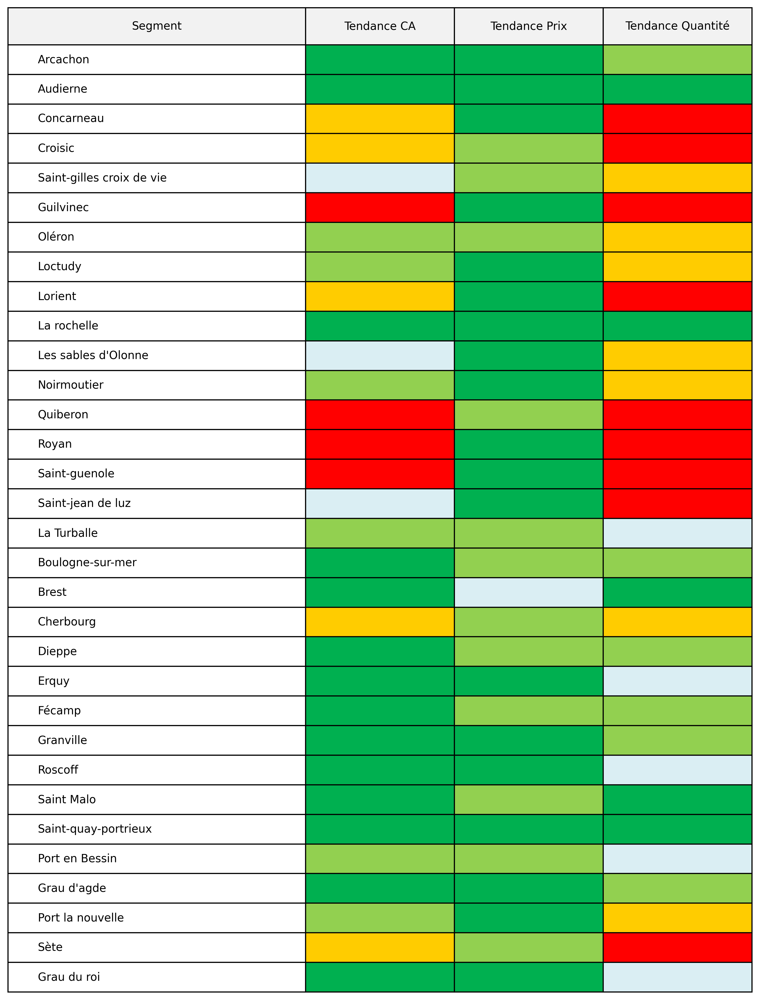 Segment Tendance CA Tendance Prix Tendance Quantité
Arcachon
Audierne
Concarneau
Croisic
Saint-gilles croix de vie
Guilvinec
Oléron
Loctudy
Lorient
La rochelle
Les sables d'Olonne
Noirmoutier
Quiberon
Royan
Saint-guenole
Saint-jean de luz
La Turballe
Boulogne-sur-mer
Brest
Cherbourg
Dieppe
Erquy
Fécamp
Granville
Roscoff
Saint Malo
Saint-quay-portrieux
Port en Bessin
Grau d'agde
Port la nouvelle
Sète
Grau du roi